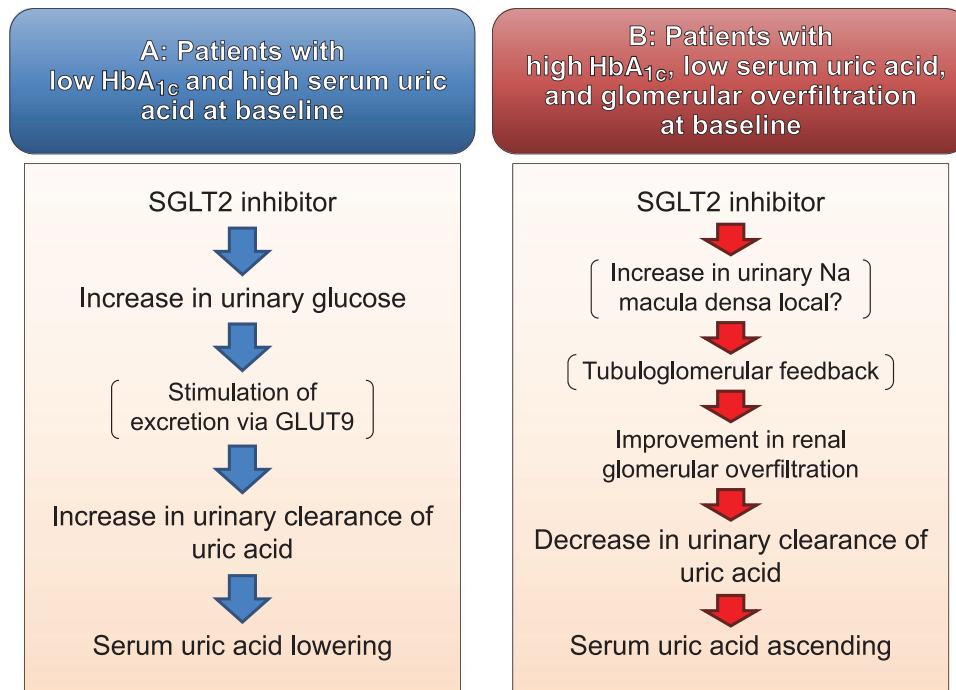 A: Patients with
low HbA1c and high serum uric
acid at baseline
SGLT2 inhibitor
Increase in urinary glucose
Stimulation of
excretion via GLUT9
Increase in urinary clearance of
uric acid
Serum uric acid lowering
B: Patients with
high HbA1c, low serum uric acid,
and glomerular overfiltration
at baseline
SGLT2 inhibitor
Increase in urinary Na
macula densa local?
Tubuloglomerular feedback
Improvement in renal
glomerular overfiltration
Decrease in urinary clearance of
uric acid
Serum uric acid ascending